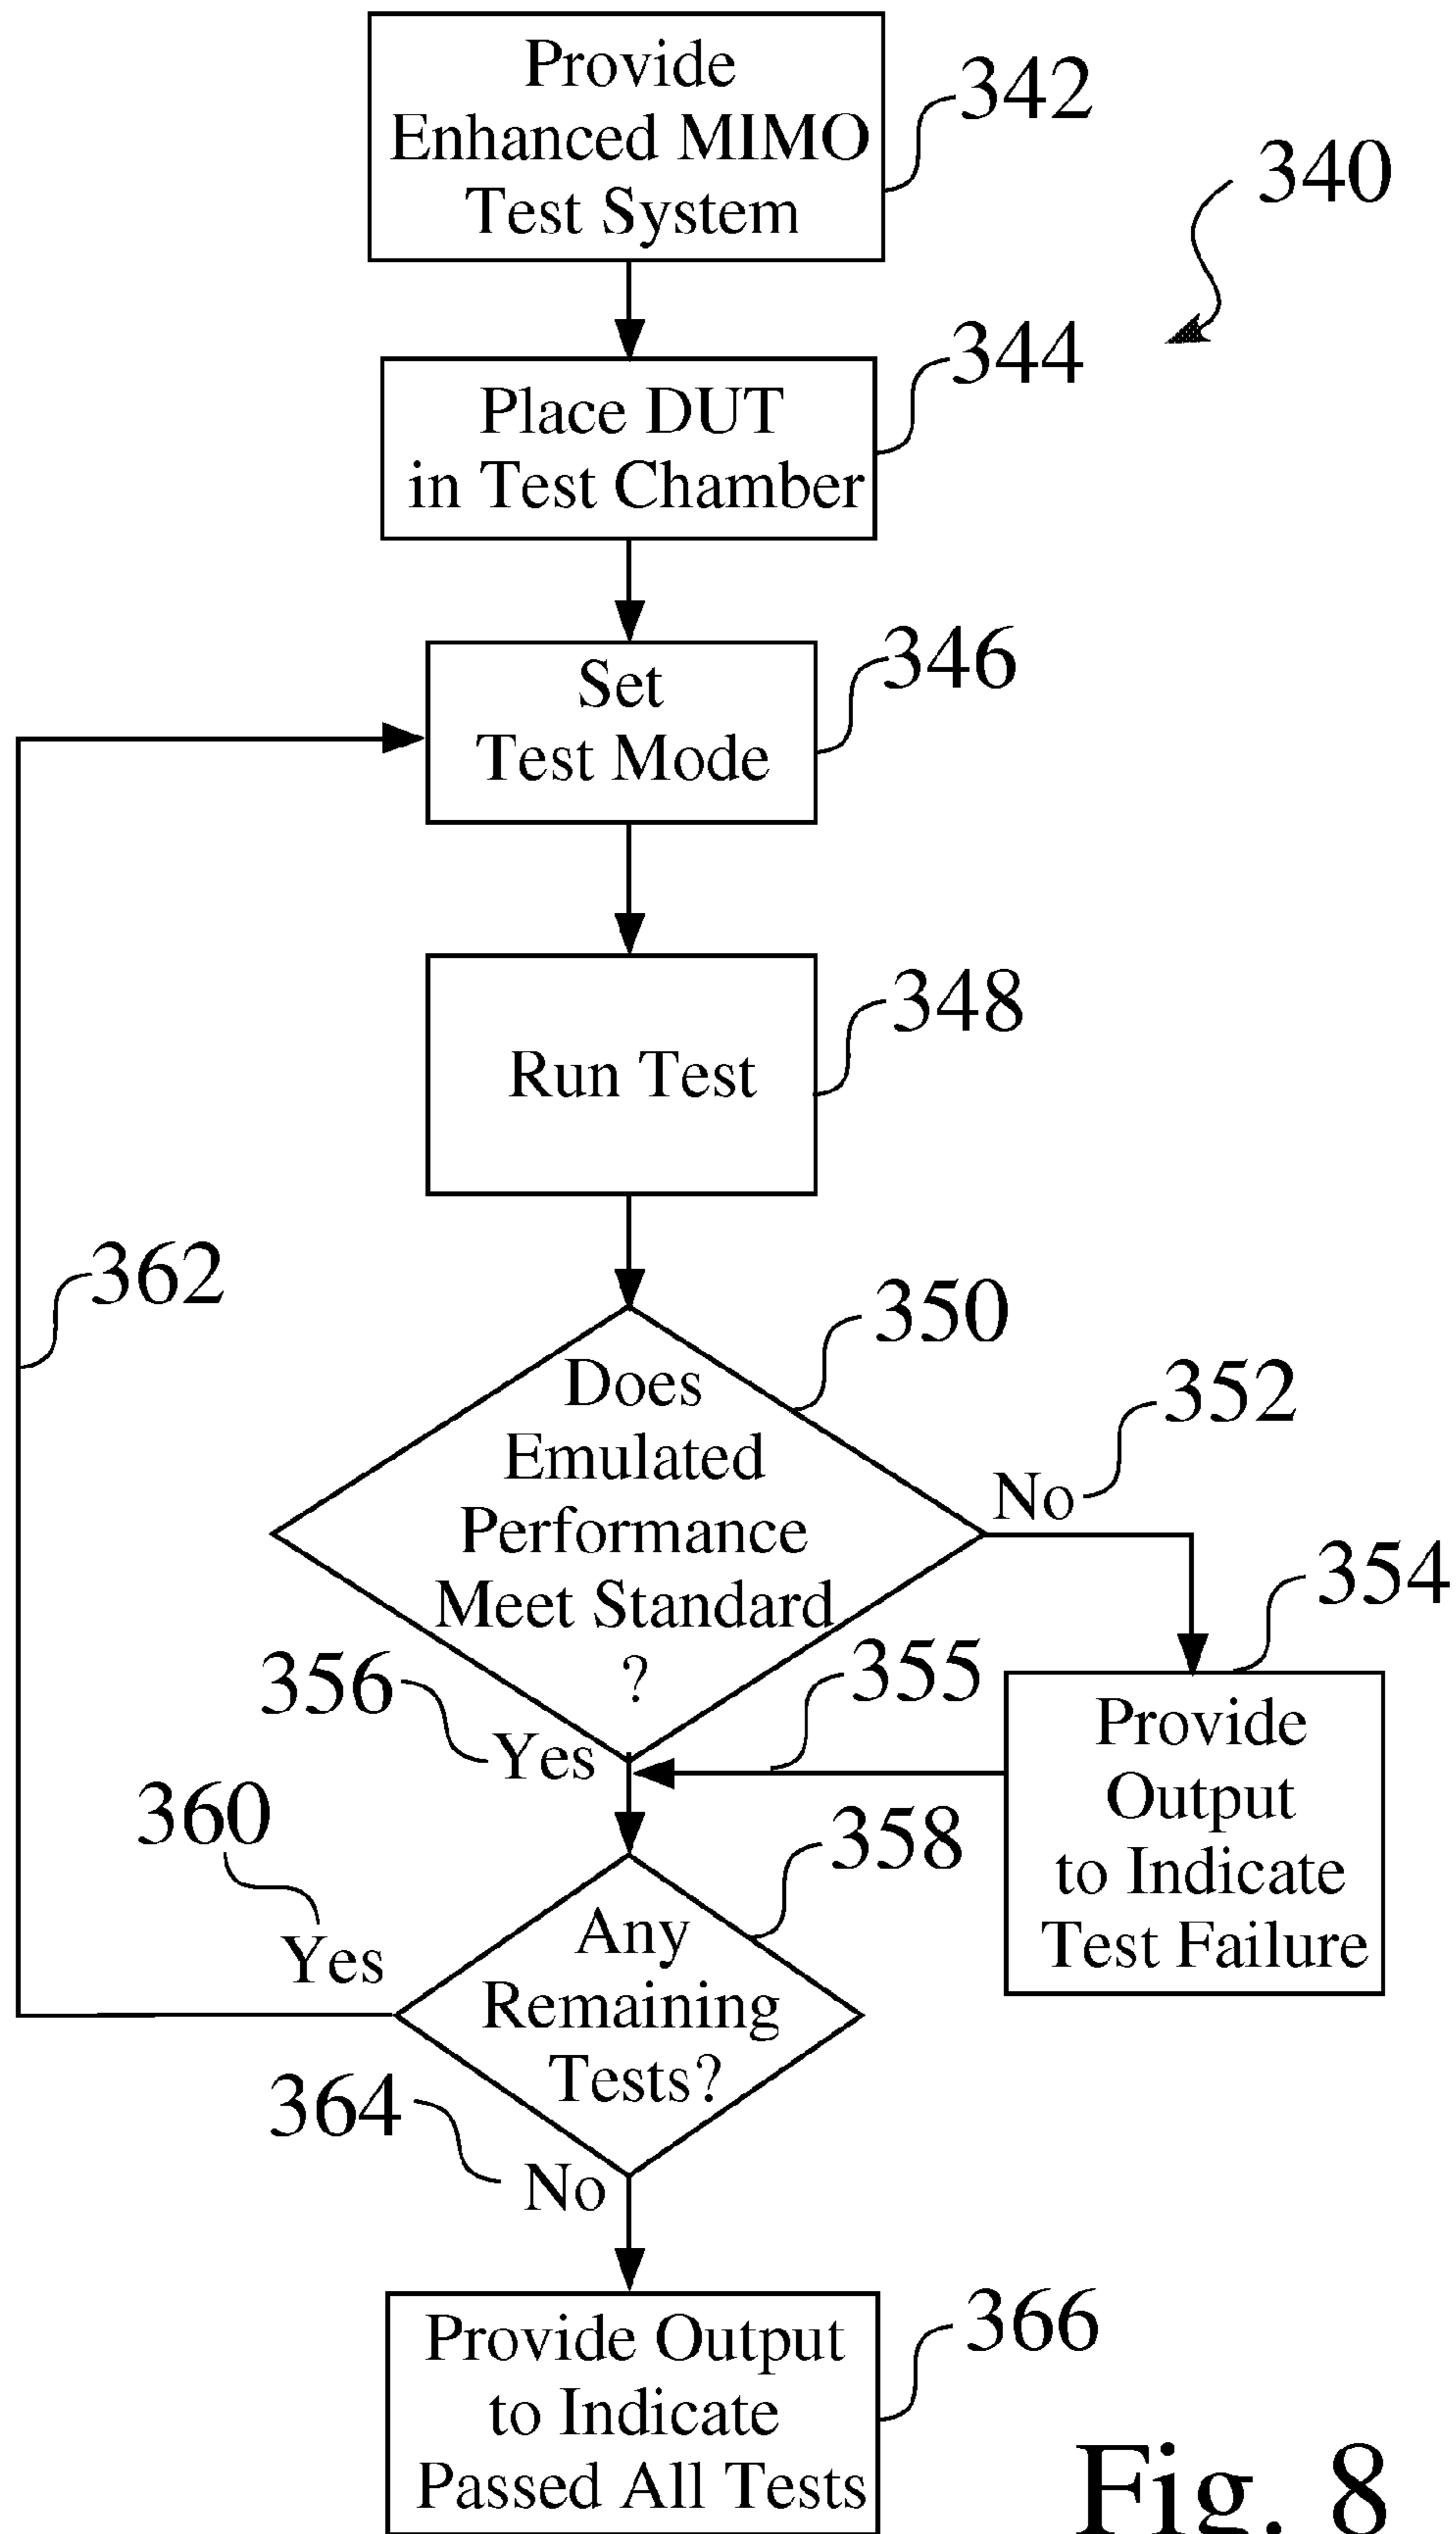 Provide
Enhanced MIMO
Test System
342
340
Place DUT
in Test Chamber
344
Set
Test Mode
346
Run Test
348
362
Does
Emulated
Performance
Meet Standard
?
350
No
352
354
356
Yes
355
Provide
Output
to Indicate
Test Failure
360
Yes
358
Any
Remaining
Tests?
364
No
Provide Output
to Indicate
Passed All Tests
366
Fig. 8